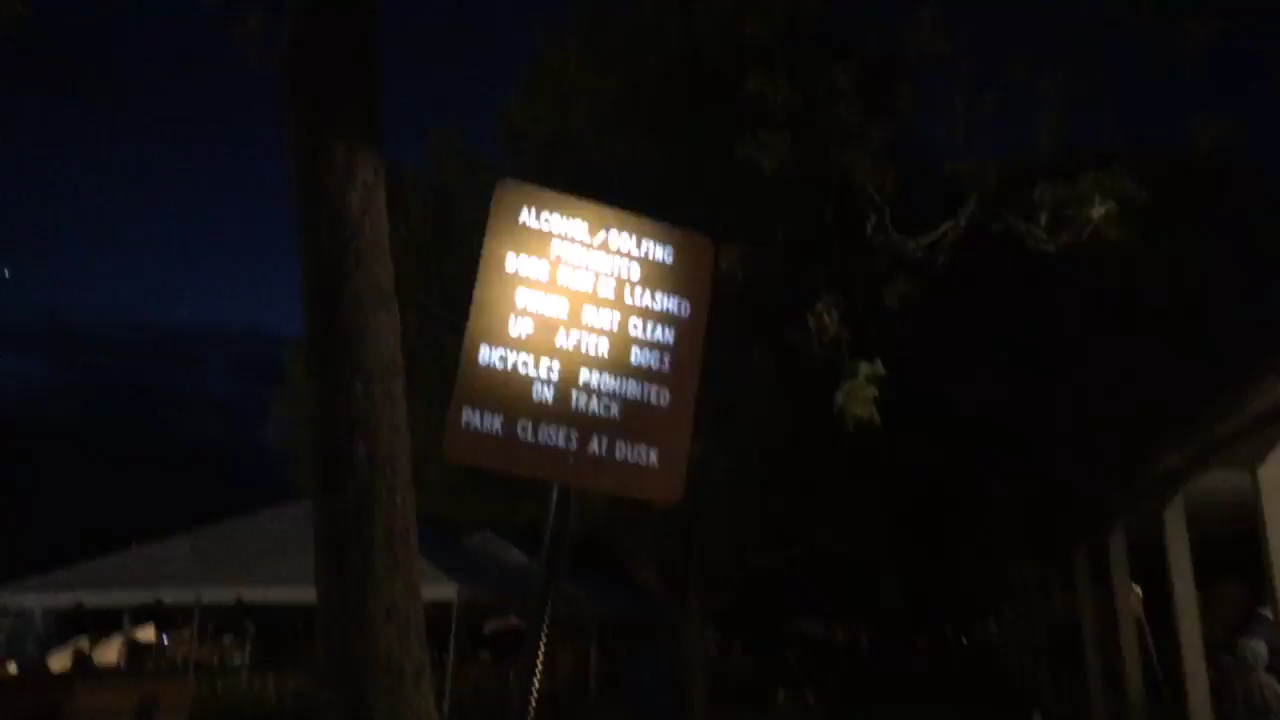 ALCOHOL/GOLFING
PROHIBITED
DOGS MUST BE LEASHED
OWNER MUST CLEAN
UP AFTER DOGS
BICYCLES PROHIBITED
ON TRACK
PARK CLOSES AT DUSK